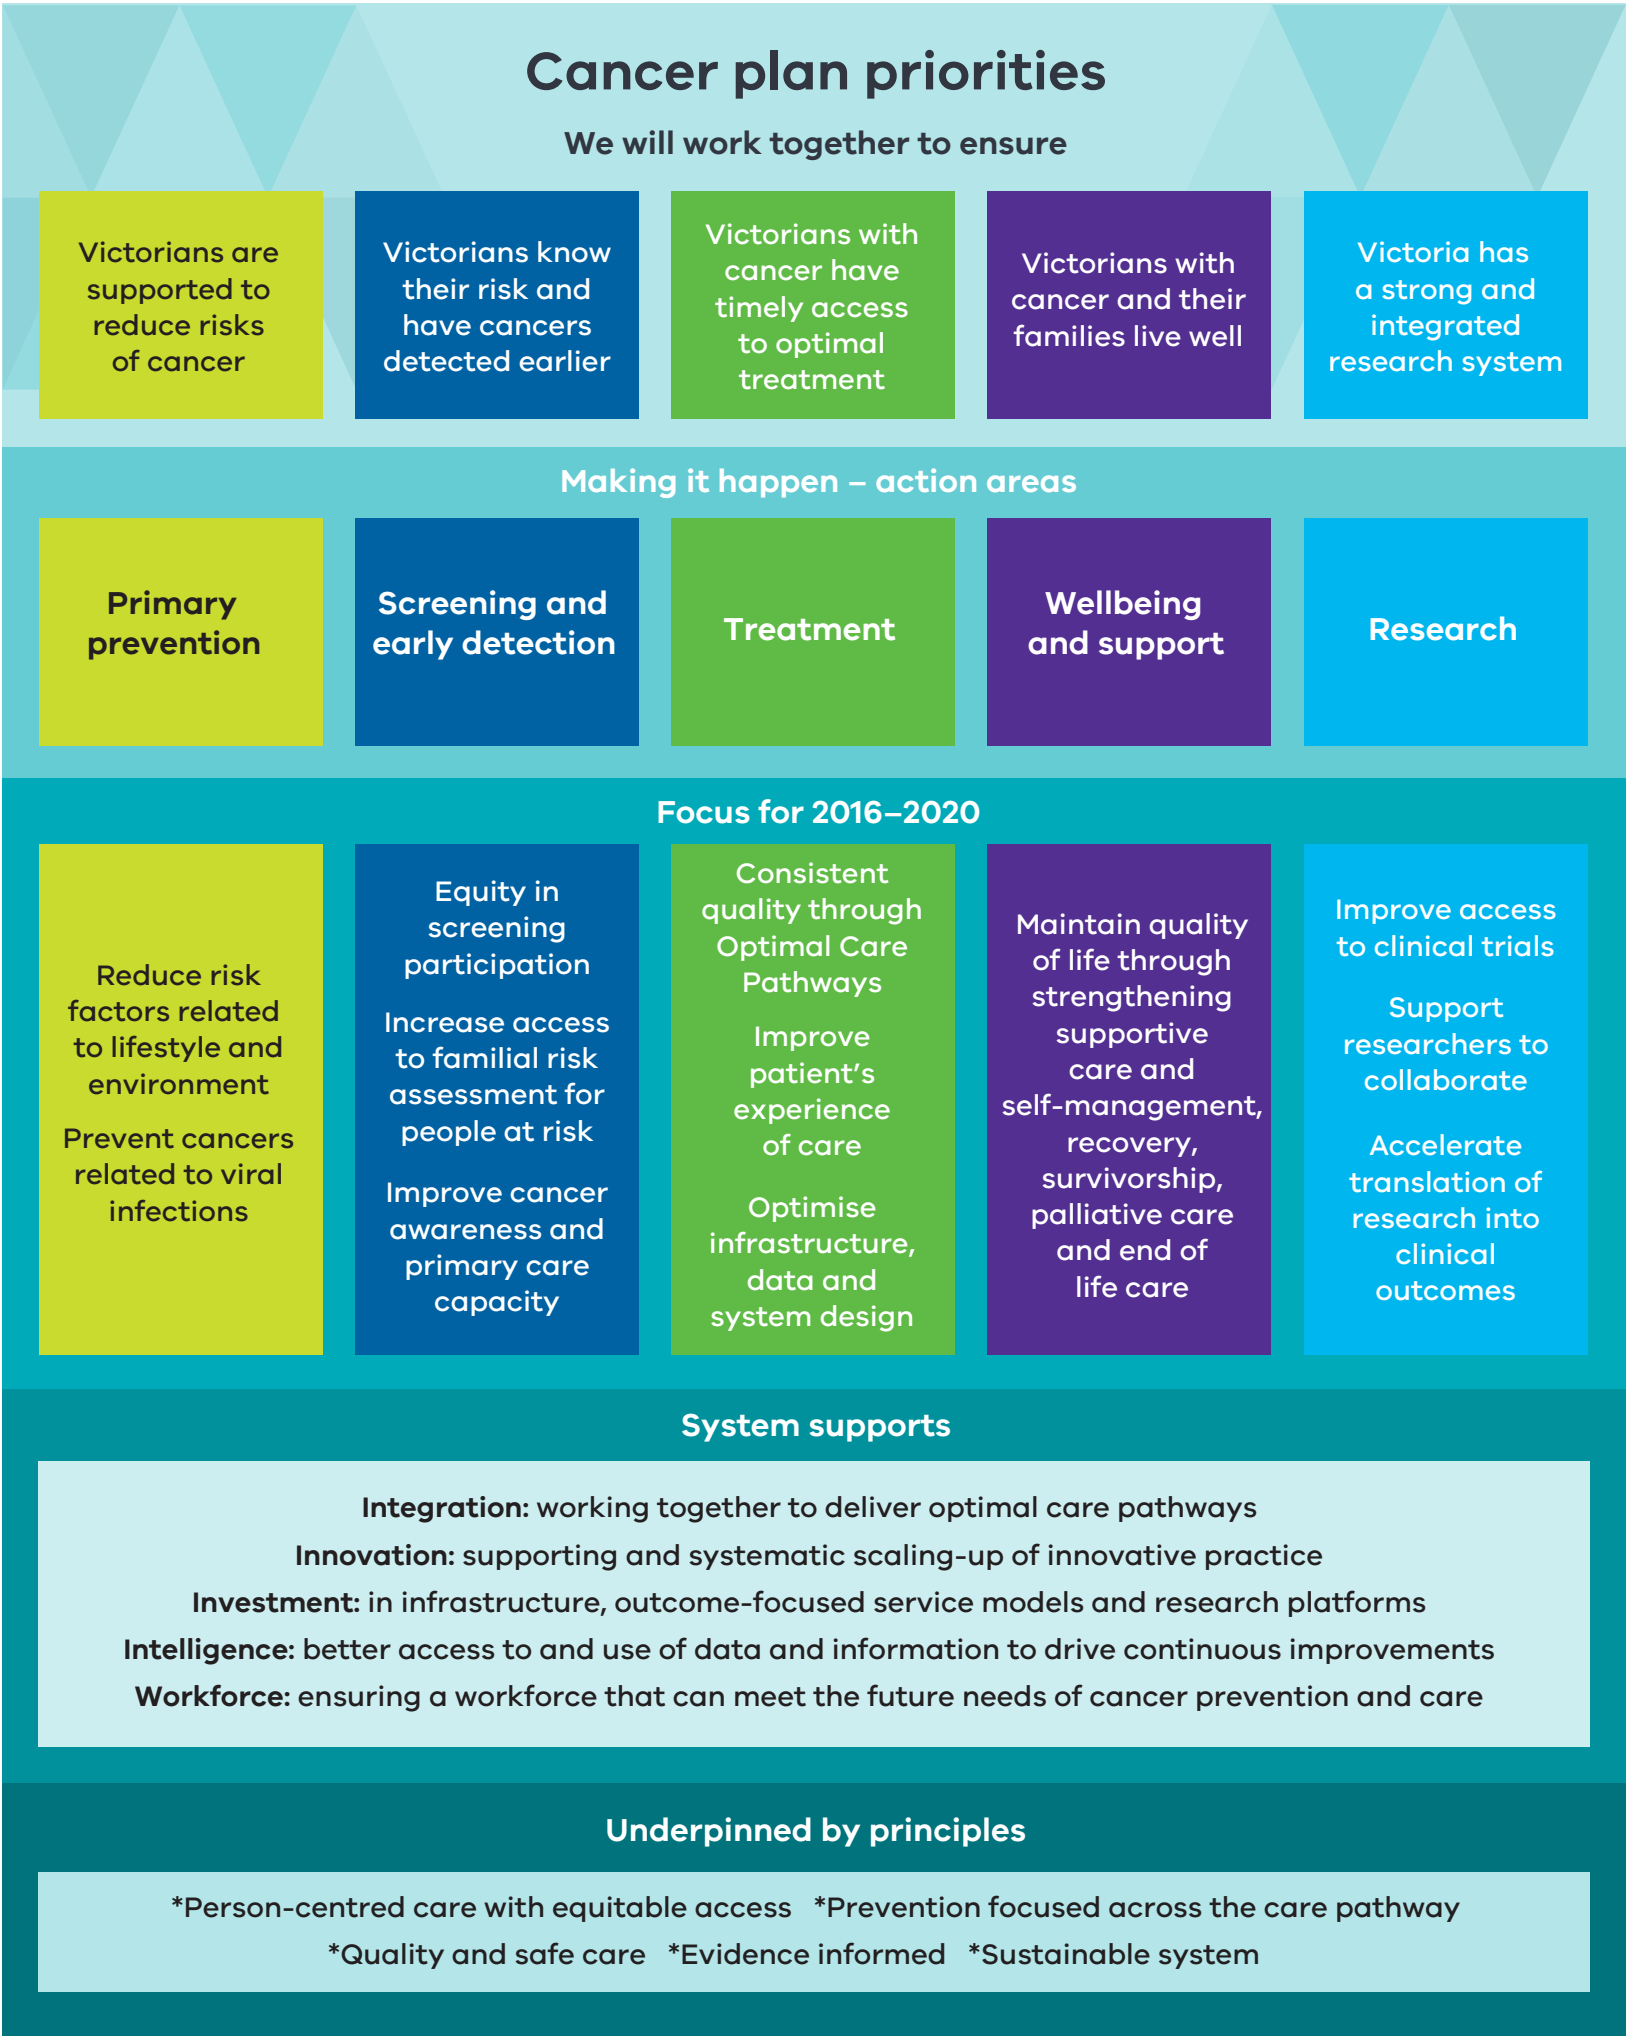 Cancer plan priorities
We will work together to ensure
Victorians are
supported to
reduce risks
of cancer
Victorians know
their risk and
have cancers
detected earlier
Victorians with
cancer have
timely access
to optimal
treatment
Victorians with
cancer and their
families live well
Victoria has
a strong and
integrated
research system
Making it happen – action areas
Primary
prevention
Screening and
early detection
Treatment
Wellbeing
and support
Research
Focus for 2016–2020
Reduce risk
factors related
to lifestyle and
environment
Prevent cancers
related to viral
infections
Equity in
screening
participation
Increase access
to familial risk
assessment for
people at risk
Improve cancer
awareness and
primary care
capacity
Consistent
quality through
Optimal Care
Pathways
Improve
patient's
experience
of care
Optimise
infrastructure,
data and
system design
Maintain quality
of life through
strengthening
supportive
care and
self-management,
recovery,
survivorship,
palliative care
and end of
life care
Improve access
to clinical trials
Support
researchers to
collaborate
Accelerate
translation of
research into
clinical
outcomes
System supports
Integration: working together to deliver optimal care pathways
Innovation: supporting and systematic scaling-up of innovative practice
Investment: in infrastructure, outcome-focused service models and research platforms
Intelligence: better access to and use of data and information to drive continuous improvements
Workforce: ensuring a workforce that can meet the future needs of cancer prevention and care
Underpinned by principles
*Person-centred care with equitable access *Prevention focused across the care pathway
*Quality and safe care *Evidence informed *Sustainable system